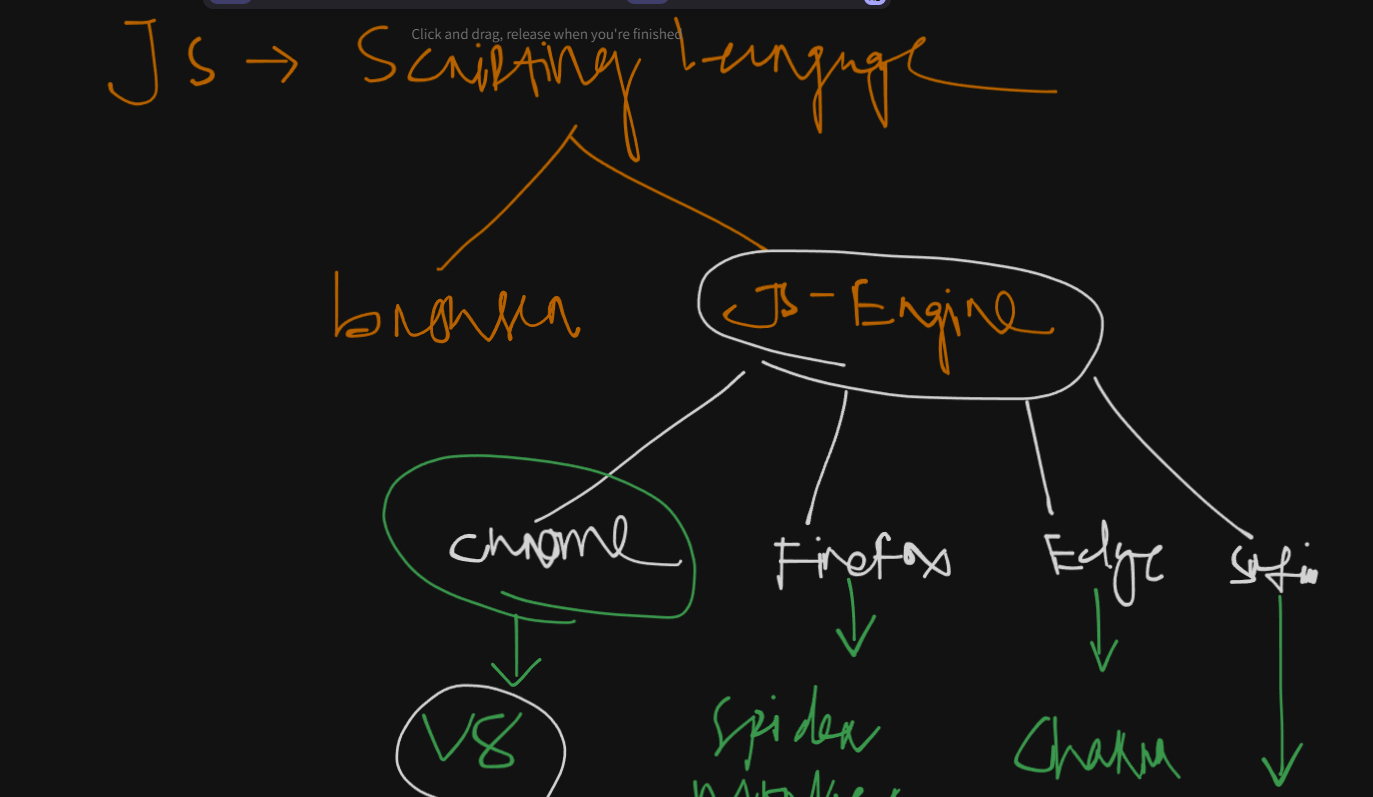 Click and drag, release when you're finished
Js → Scripting Language
browser
JS-Engine
chrome
Firefox
Edge
Safari
V8
Spider
Chakra
monkey